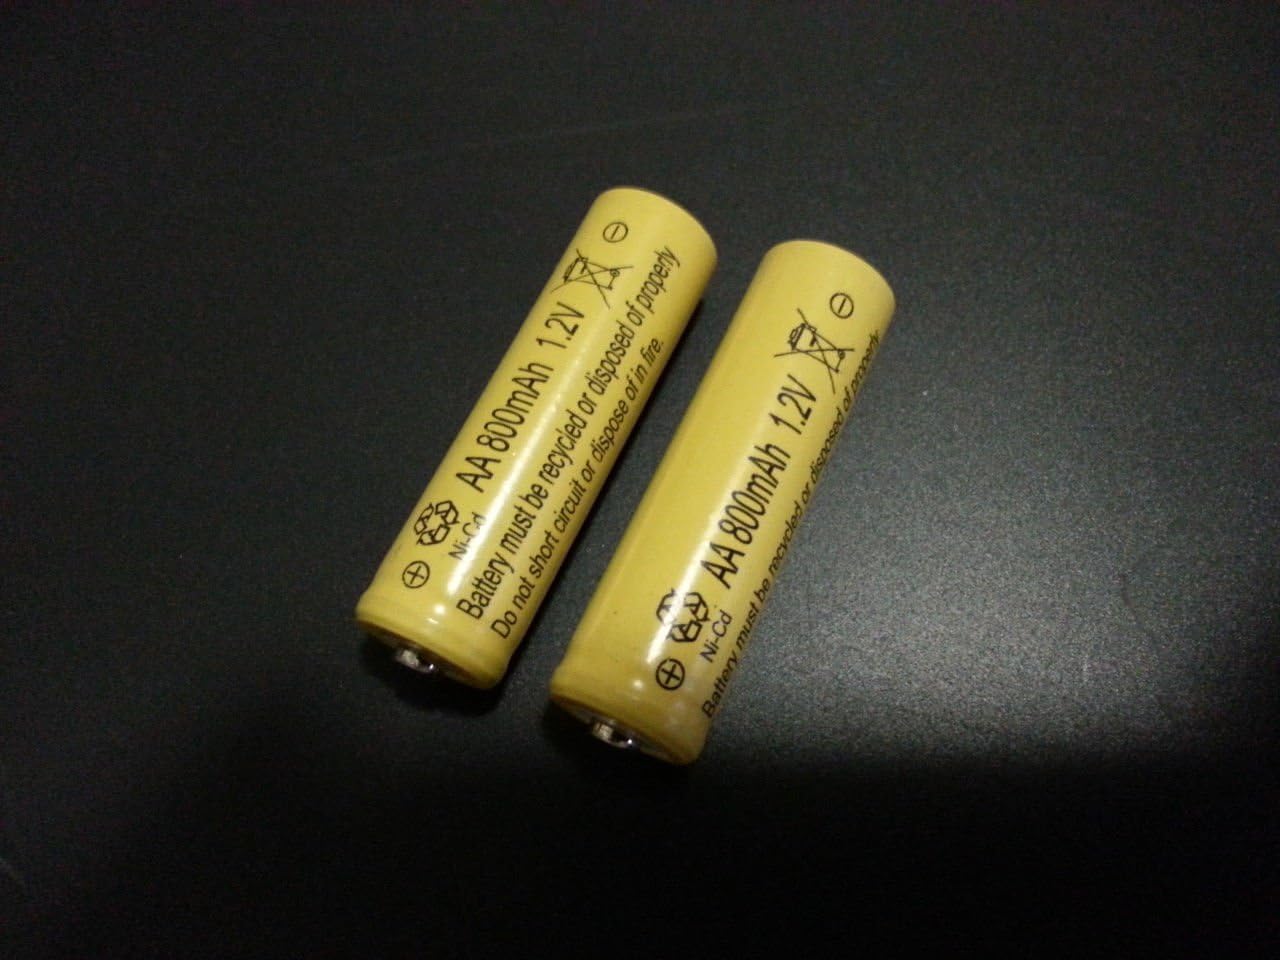 AA 800mAh 1.2V
Ni-Cd
Battery must be recycled or disposed of properly
Do not short circuit or dispose of in fire.
AA 800mAh 1.2V
Ni-Cd
Battery must be recycled or disposed of properly